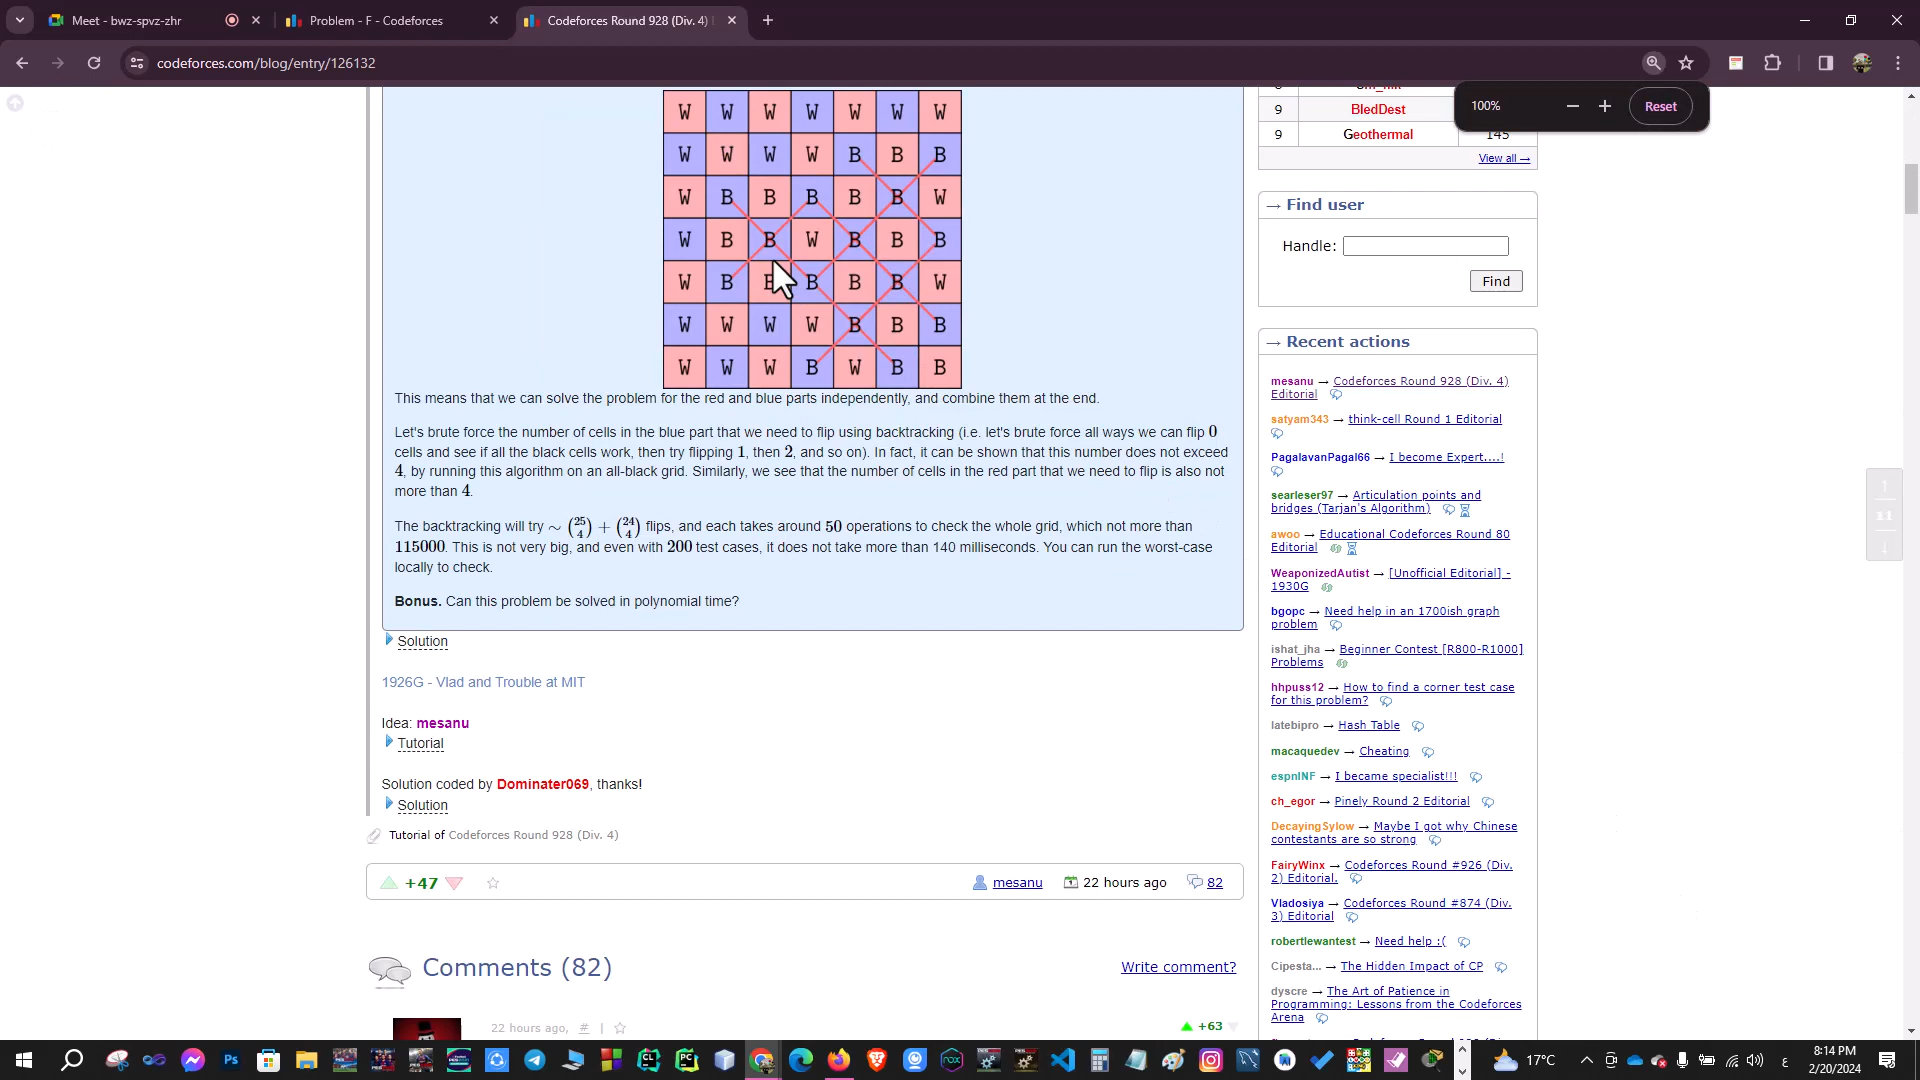 Meet - bwz-spvz-zhr
Problem - F - Codeforces
Codeforces Round 928 (Div. 4)
codeforces.com/blog/entry/126132
100%
Reset
W W W W W W W
W W W W B B B
W B B B B B W
W B B W B B B
W B B B B B W
W W W W B B B
W W W B W B B
This means that we can solve the problem for the red and blue parts independently, and combine them at the end.
Let's brute force the number of cells in the blue part that we need to flip using backtracking (i.e. let's brute force all ways we can flip 0
cells and see if all the black cells work, then try flipping 1, then 2, and so on). In fact, it can be shown that this number does not exceed
4, by running this algorithm on an all-black grid. Similarly, we see that the number of cells in the red part that we need to flip is also not
more than 4.
The backtracking will try ∼ (25 4) + (24 4) flips, and each takes around 50 operations to check the whole grid, which not more than
115000. This is not very big, and even with 200 test cases, it does not take more than 140 milliseconds. You can run the worst-case
locally to check.
Bonus. Can this problem be solved in polynomial time?
Solution
1926G - Vlad and Trouble at MIT
Idea: mesanu
Tutorial
Solution coded by Dominater069, thanks!
Solution
Tutorial of Codeforces Round 928 (Div. 4)
+47
mesanu
22 hours ago
82
Comments (82)
Write comment?
22 hours ago, # |
+63
9 BledDest
9 Geothermal 145
View all →
→ Find user
Handle:
Find
→ Recent actions
mesanu → Codeforces Round 928 (Div. 4)
Editorial
satyam343 → think-cell Round 1 Editorial
PagalavanPagal66 → I become Expert....!
searleser97 → Articulation points and
bridges (Tarjan's Algorithm)
awoo → Educational Codeforces Round 80
Editorial
WeaponizedAutist → [Unofficial Editorial] -
1930G
bgopc → Need help in an 1700ish graph
problem
ishat_jha → Beginner Contest [R800-R1000]
Problems
hhpuss12 → How to find a corner test case
for this problem?
latebipro → Hash Table
macaquedev → Cheating
espnINF → I became specialist!!!
ch_egor → Pinely Round 2 Editorial
DecayingSylow → Maybe I got why Chinese
contestants are so strong
FairyWinx → Codeforces Round #926 (Div.
2) Editorial.
Vladosiya → Codeforces Round #874 (Div.
3) Editorial
robertlewantest → Need help :(
Cipesta... → The Hidden Impact of CP
dyscre → The Art of Patience in
Programming: Lessons from the Codeforces
Arena
11
17°C
ع
8:14 PM
2/20/2024